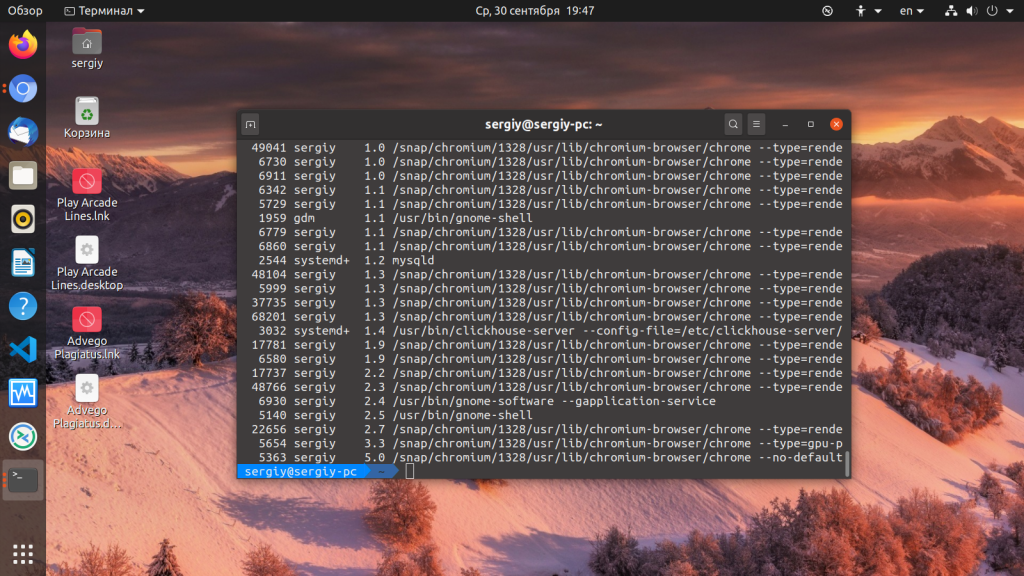 Обзор
Терминал
Ср, 30 сентября 19:47
en
sergiy
Корзина
Play Arcade
Lines.lnk
Play Arcade
Lines.desktop
Advego
Plagiatus.lnk
Advego
Plagiatus.d...
sergiy@sergiy-pc: ~
49041 sergiy 1.0 /snap/chromium/1328/usr/lib/chromium-browser/chrome --type=rende
6730 sergiy 1.0 /snap/chromium/1328/usr/lib/chromium-browser/chrome --type=rende
6911 sergiy 1.0 /snap/chromium/1328/usr/lib/chromium-browser/chrome --type=rende
6342 sergiy 1.1 /snap/chromium/1328/usr/lib/chromium-browser/chrome --type=rende
5729 sergiy 1.1 /snap/chromium/1328/usr/lib/chromium-browser/chrome --type=rende
1959 gdm 1.1 /usr/bin/gnome-shell
6779 sergiy 1.1 /snap/chromium/1328/usr/lib/chromium-browser/chrome --type=rende
6860 sergiy 1.1 /snap/chromium/1328/usr/lib/chromium-browser/chrome --type=rende
2544 systemd+ 1.2 mysqld
48104 sergiy 1.3 /snap/chromium/1328/usr/lib/chromium-browser/chrome --type=rende
5999 sergiy 1.3 /snap/chromium/1328/usr/lib/chromium-browser/chrome --type=rende
37735 sergiy 1.3 /snap/chromium/1328/usr/lib/chromium-browser/chrome --type=rende
68201 sergiy 1.3 /snap/chromium/1328/usr/lib/chromium-browser/chrome --type=rende
3032 systemd+ 1.4 /usr/bin/clickhouse-server --config-file=/etc/clickhouse-server/
17781 sergiy 1.9 /snap/chromium/1328/usr/lib/chromium-browser/chrome --type=rende
6580 sergiy 1.9 /snap/chromium/1328/usr/lib/chromium-browser/chrome --type=rende
17737 sergiy 2.2 /snap/chromium/1328/usr/lib/chromium-browser/chrome --type=rende
48766 sergiy 2.3 /snap/chromium/1328/usr/lib/chromium-browser/chrome --type=rende
6930 sergiy 2.4 /usr/bin/gnome-software --gapplication-service
5140 sergiy 2.5 /usr/bin/gnome-shell
22656 sergiy 2.7 /snap/chromium/1328/usr/lib/chromium-browser/chrome --type=rende
5654 sergiy 3.3 /snap/chromium/1328/usr/lib/chromium-browser/chrome --type=gpu-p
5363 sergiy 5.0 /snap/chromium/1328/usr/lib/chromium-browser/chrome --no-default
sergiy@sergiy-pc ~